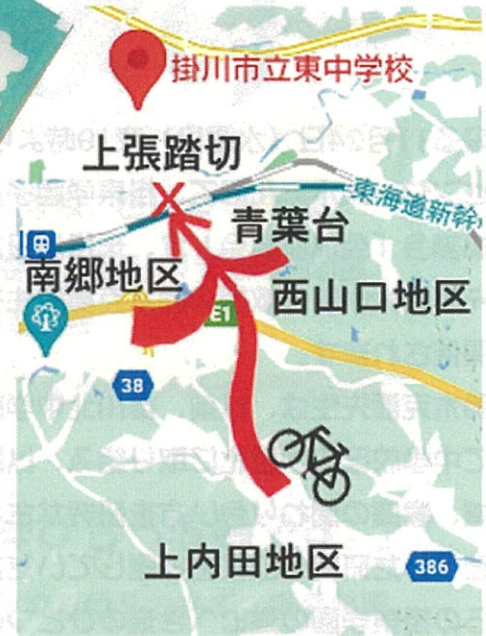 掛川市立東中学校
上張踏切
東海道新幹
青葉台
南郷地区
西山口地区
E1
38
上内田地区
386